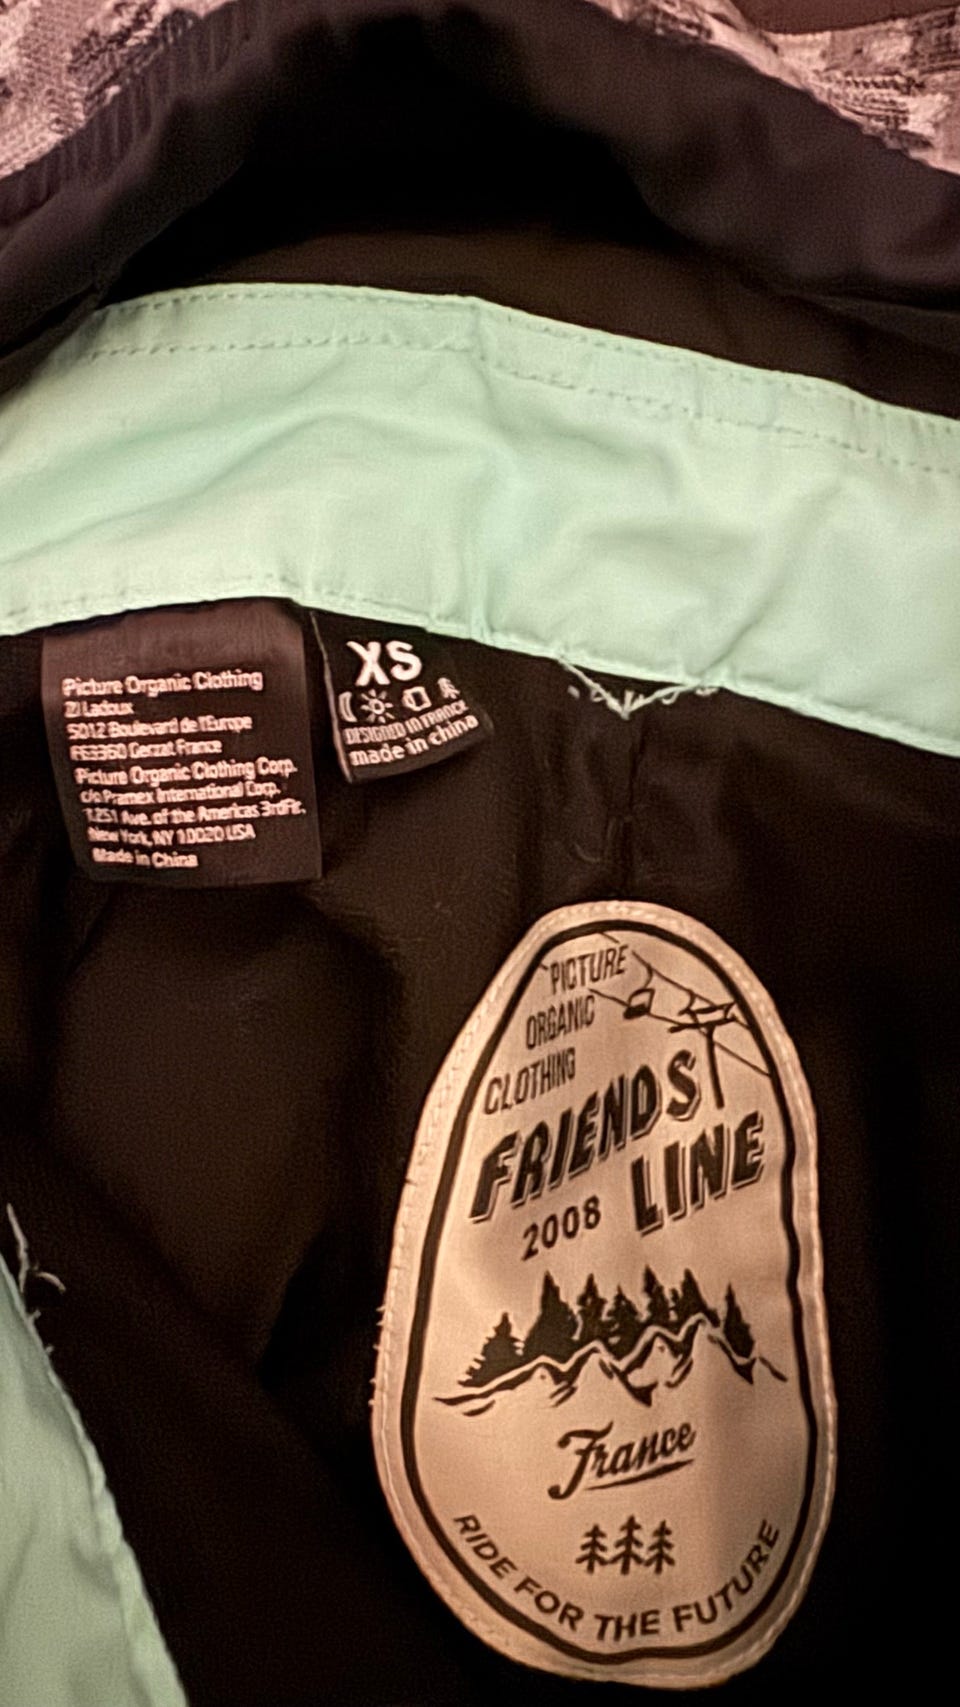 Picture Organic Clothing
ZI Ladoux
5012 Boulevard de l'Europe
F63360 Gerzat France
Picture Organic Clothing Corp.
c/o Pramex International Corp.
1251 Ave. of the Americas 3rdFlr.
New York, NY 10020 USA
Made in China
XS
DESIGNED IN FRANCE
made in china
PICTURE
ORGANIC
CLOTHING
FRIENDS
LINE
2008
France
RIDE FOR THE FUTURE